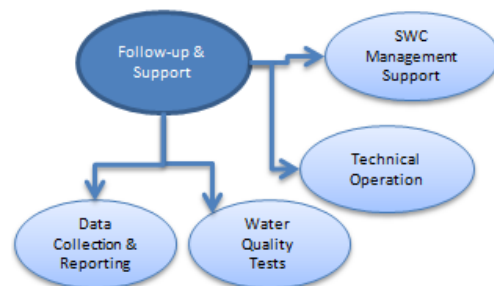 Follow-up &
Support
SWC
Management
Support
Technical
Operation
Data
Collection &
Reporting
Water
Quality
Tests